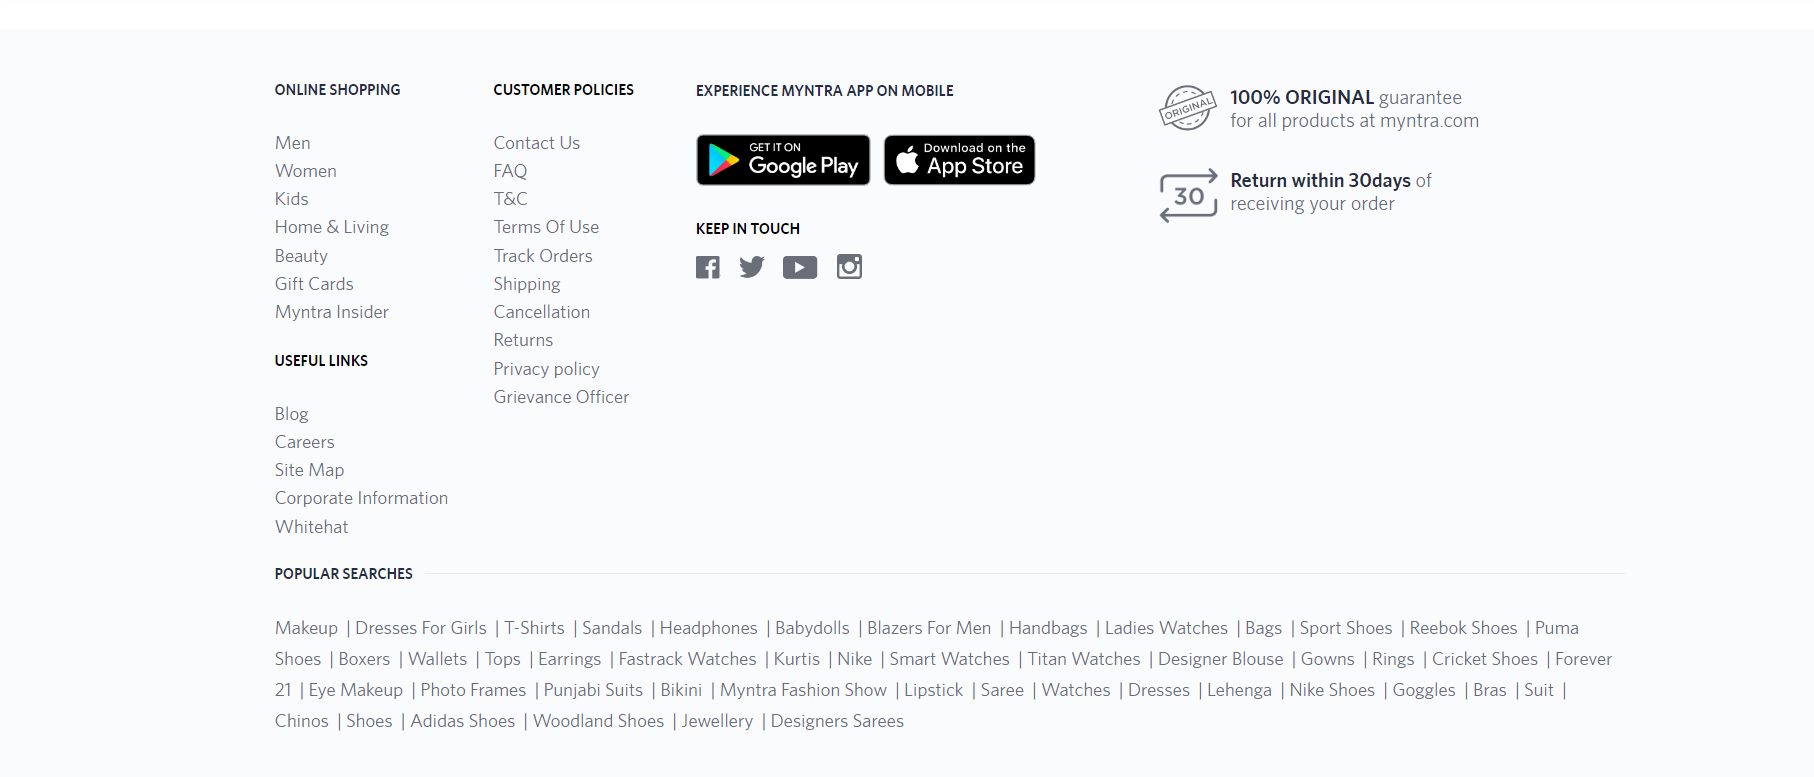 ONLINE SHOPPING
Men
Women
Kids
Home & Living
Beauty
Gift Cards
Myntra Insider
USEFUL LINKS
Blog
Careers
Site Map
Corporate Information
Whitehat
CUSTOMER POLICIES
Contact Us
FAQ
T&C
Terms Of Use
Track Orders
Shipping
Cancellation
Returns
Privacy policy
Grievance Officer
EXPERIENCE MYNTRA APP ON MOBILE
GET IT ON
Google Play
Download on the
App Store
KEEP IN TOUCH
ORIGINAL
100% ORIGINAL guarantee
for all products at myntra.com
30
Return within 30days of
receiving your order
POPULAR SEARCHES
Makeup | Dresses For Girls | T-Shirts | Sandals | Headphones | Babydolls | Blazers For Men | Handbags | Ladies Watches | Bags | Sport Shoes | Reebok Shoes | Puma
Shoes | Boxers | Wallets | Tops | Earrings | Fastrack Watches | Kurtis | Nike | Smart Watches | Titan Watches | Designer Blouse | Gowns | Rings | Cricket Shoes | Forever
21 | Eye Makeup | Photo Frames | Punjabi Suits | Bikini | Myntra Fashion Show | Lipstick | Saree | Watches | Dresses | Lehenga | Nike Shoes | Goggles | Bras | Suit |
Chinos | Shoes | Adidas Shoes | Woodland Shoes | Jewellery | Designers Sarees